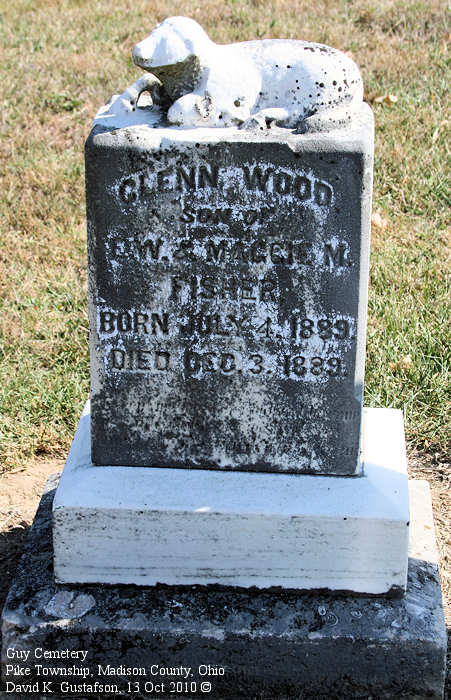 GLENN WOOD
SON OF
& MAGGIE M.
FISHER,
BORN JULY 4, 1889
DIED DEC. 3, 1889.
Guy Cemetery
Pike Township, Madison County, Ohio
David K. Gustafson, 13 Oct 2010 ©